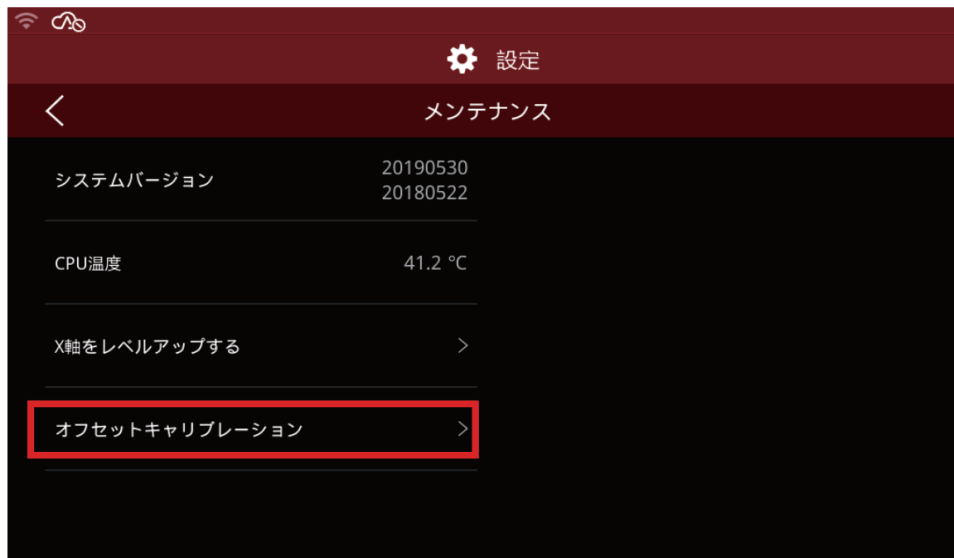 設定
メンテナンス
システムバージョン
20190530
20180522
CPU温度
41.2 ℃
X軸をレベルアップする
オフセットキャリブレーション